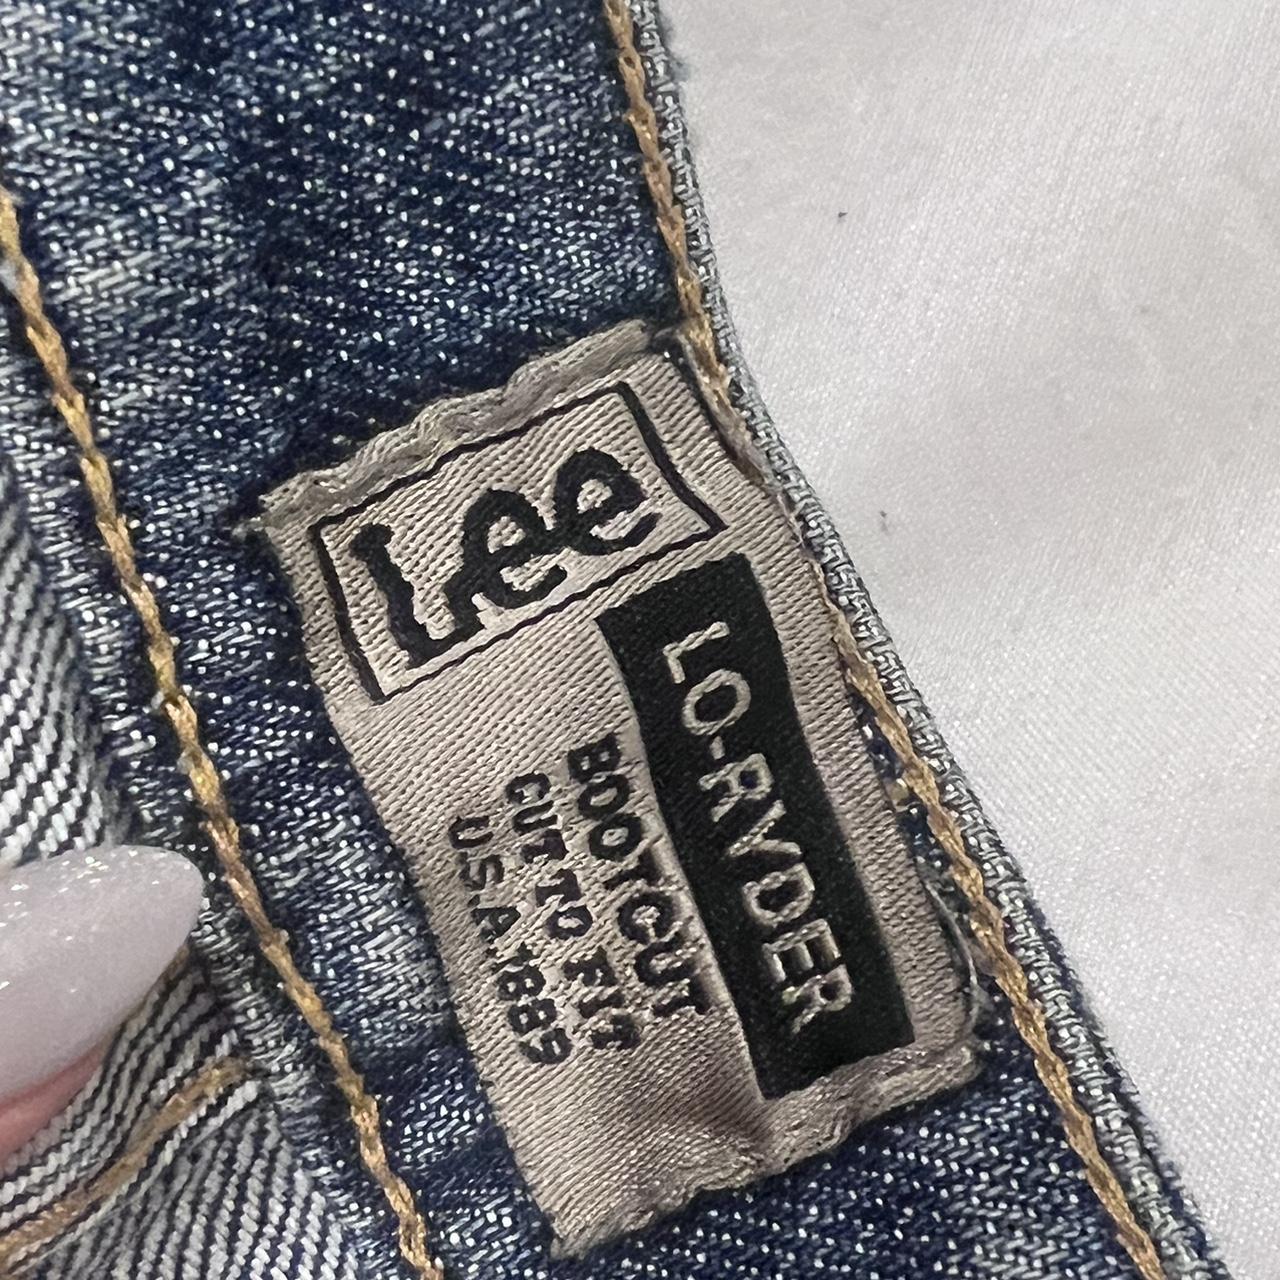 Lee
LO-RYDER
BOOTCUT
CUT TO FIT
U.S.A. 1889